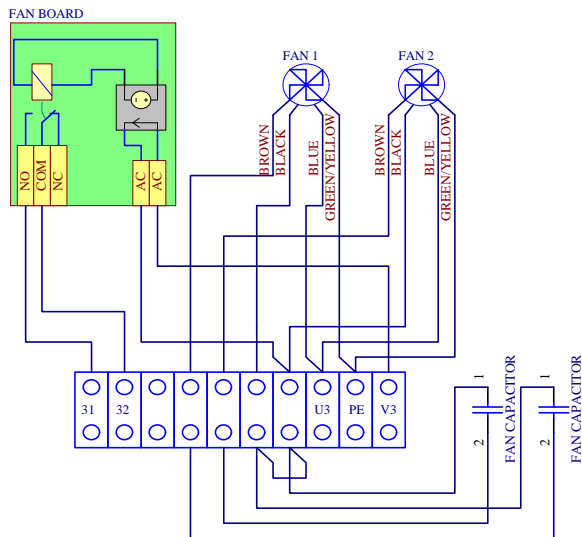 FAN BOARD
FAN 1
FAN 2
NO
COM
NC
AC
AC
BROWN
BLACK
BLUE
GREEN/YELLOW
BROWN
BLACK
BLUE
GREEN/YELLOW
31
32
U3
PE
V3
1
2
FAN CAPACITOR
1
2
FAN CAPACITOR